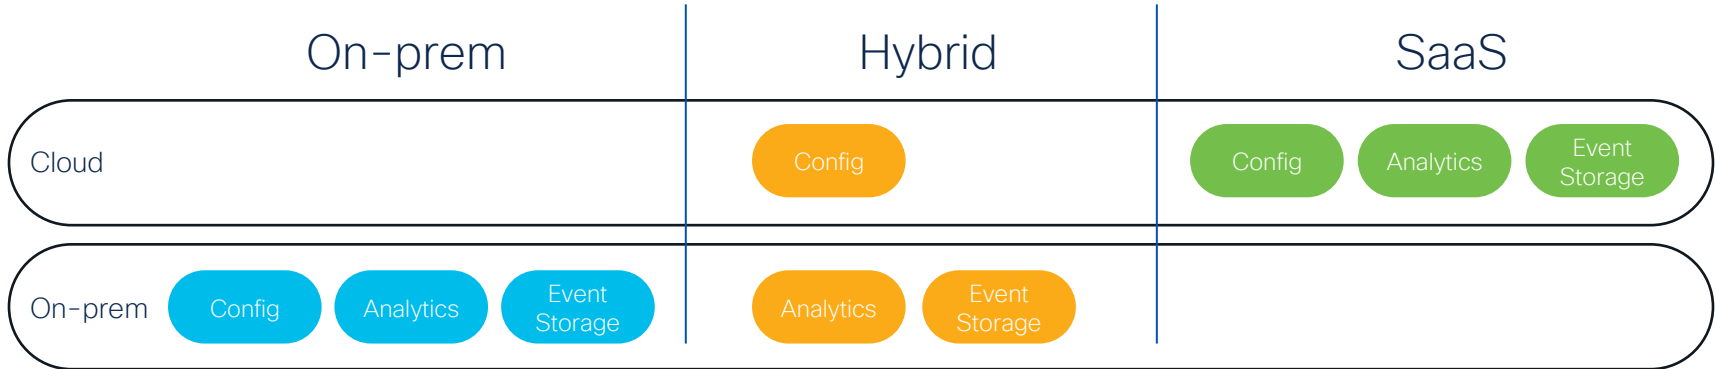 On-prem
Hybrid
SaaS
Cloud
Config
Config
Analytics
Event
Storage
On-prem
Config
Analytics
Event
Storage
Analytics
Event
Storage